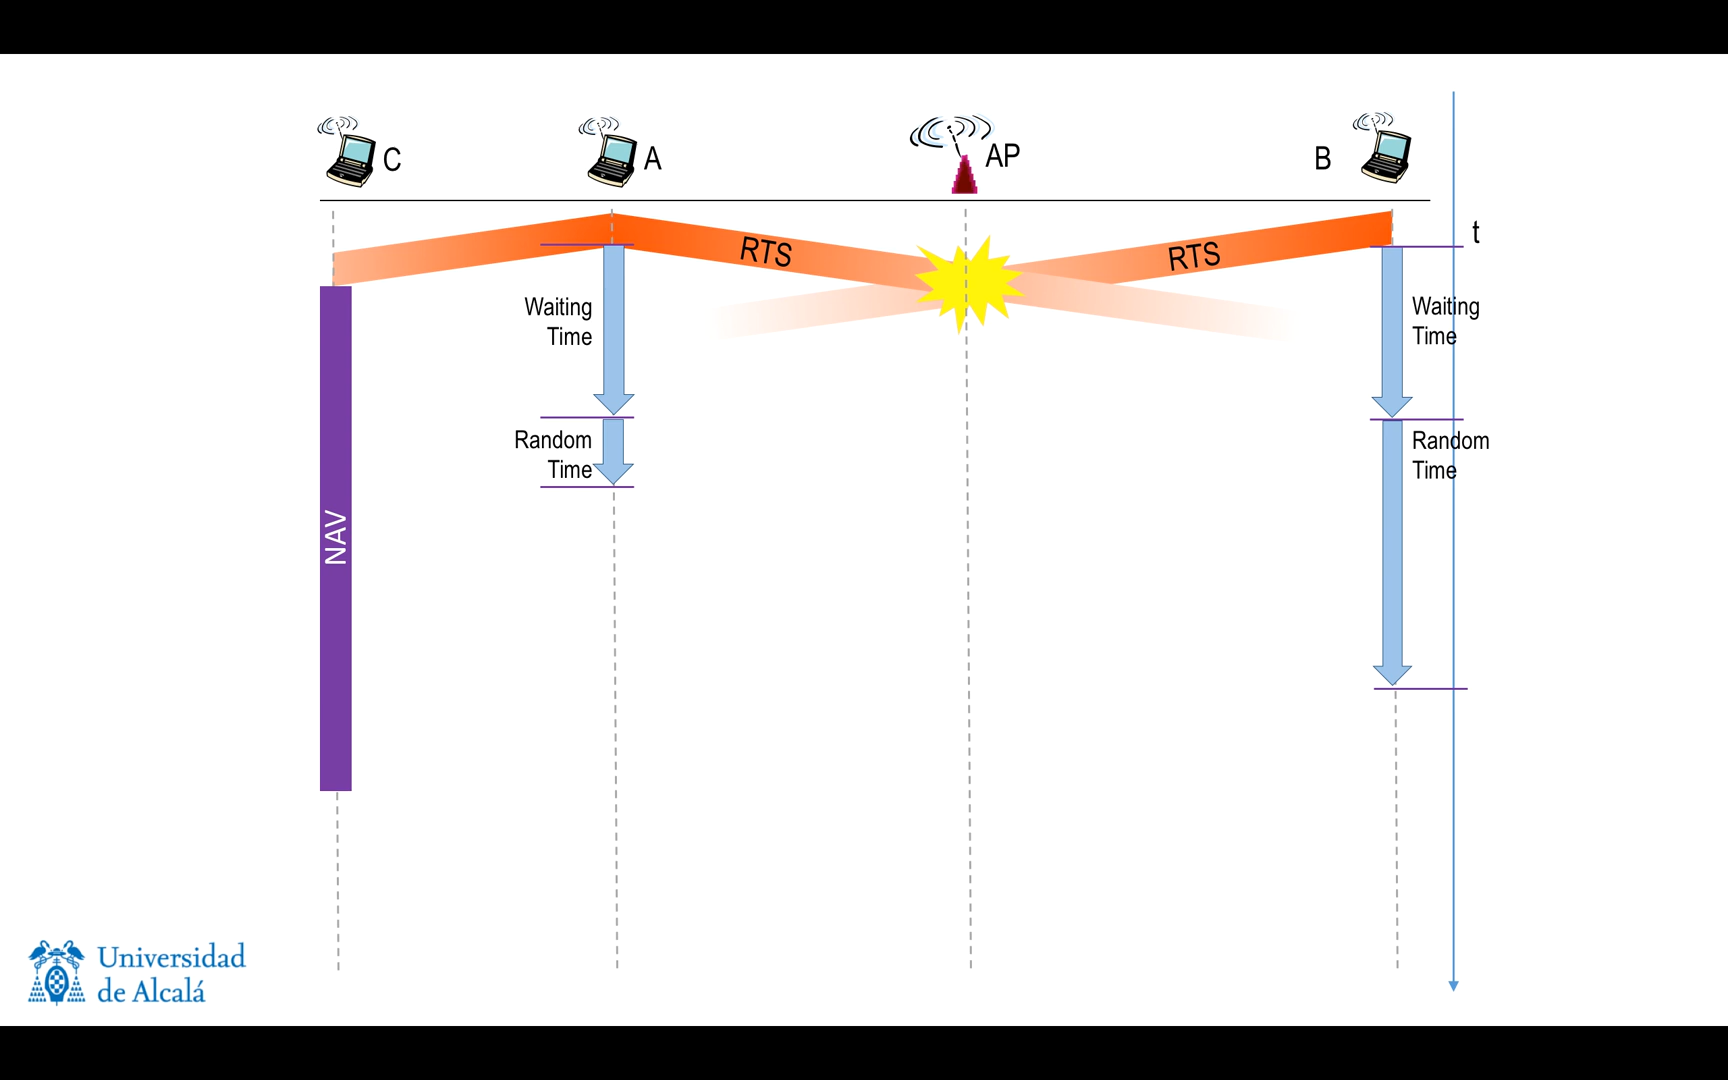 C
A
AP
B
t
RTS
RTS
Waiting
Time
Waiting
Time
Random
Time
Random
Time
NAV
Universidad
de Alcalá